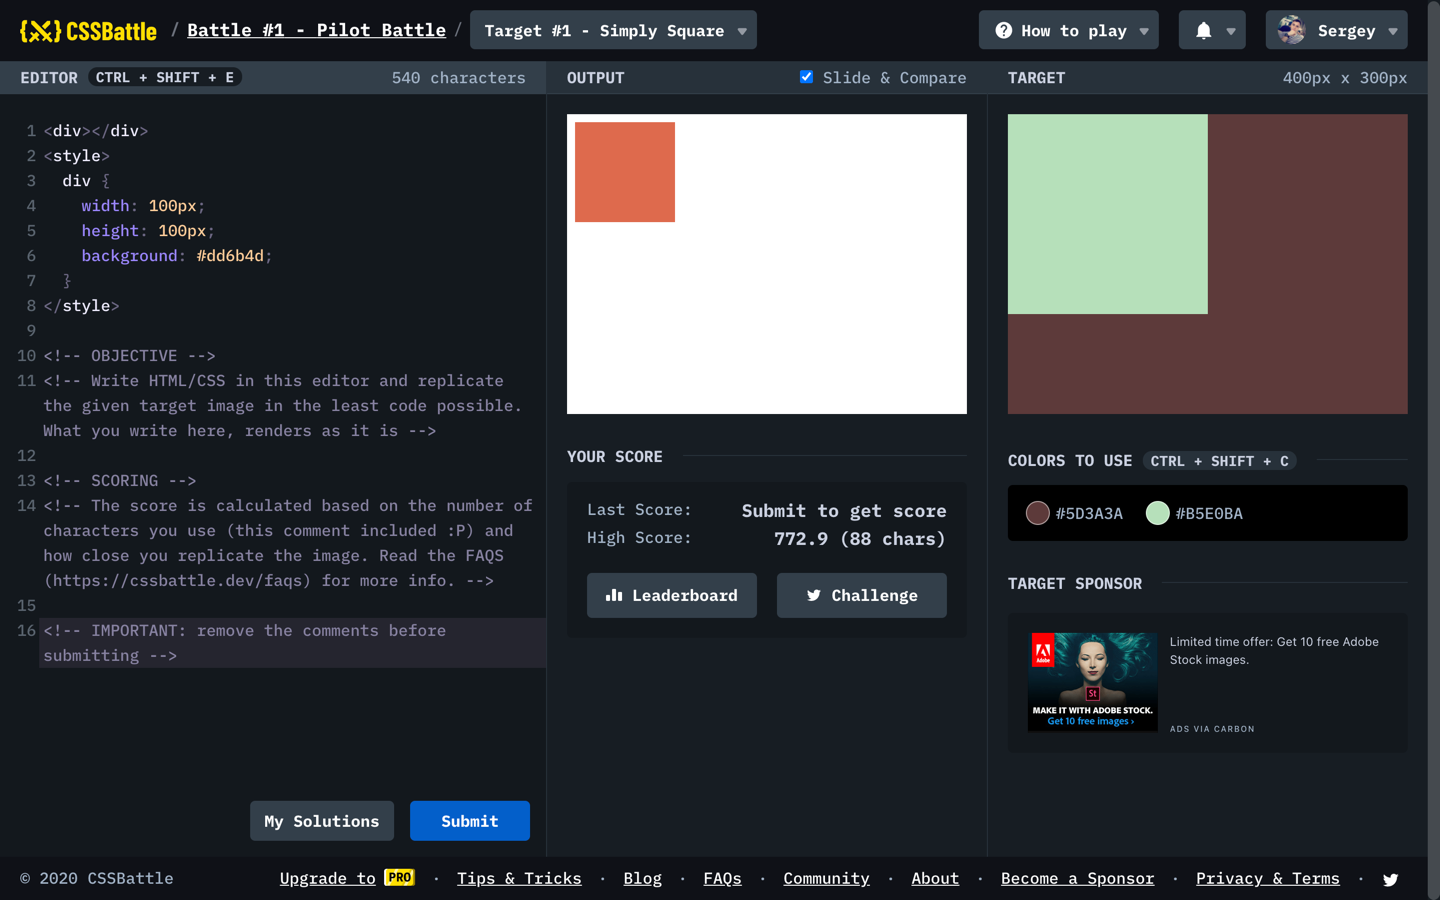 CSSBattle / Battle #1 - Pilot Battle / Target #1 - Simply Square How to play Sergey
EDITOR CTRL + SHIFT + E 540 characters OUTPUT Slide & Compare TARGET 400px x 300px
1 <div></div>
2 <style>
3 div {
4 width: 100px;
5 height: 100px;
6 background: #dd6b4d;
7 }
8 </style>
9
10 <!-- OBJECTIVE -->
11 <!-- Write HTML/CSS in this editor and replicate
the given target image in the least code possible.
What you write here, renders as it is -->
12
13 <!-- SCORING -->
14 <!-- The score is calculated based on the number of
characters you use (this comment included :P) and
how close you replicate the image. Read the FAQS
(https://cssbattle.dev/faqs) for more info. -->
15
16 <!-- IMPORTANT: remove the comments before
submitting -->
My Solutions Submit
YOUR SCORE
Last Score: Submit to get score
High Score: 772.9 (88 chars)
Leaderboard Challenge
COLORS TO USE CTRL + SHIFT + C
#5D3A3A #B5E0BA
TARGET SPONSOR
Adobe
St
MAKE IT WITH ADOBE STOCK.
Get 10 free images ›
Limited time offer: Get 10 free Adobe
Stock images.
ADS VIA CARBON
© 2020 CSSBattle Upgrade to PRO · Tips & Tricks · Blog · FAQs · Community · About · Become a Sponsor · Privacy & Terms ·